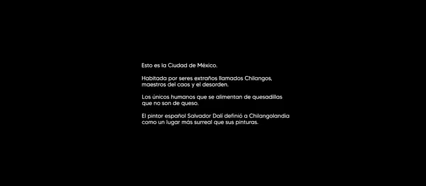 Esto es la Ciudad de México.
Habitada por seres extraños llamados Chilangos,
maestros del caos y el desorden.
Los únicos humanos que se alimentan de quesadillas
que no son de queso.
El pintor español Salvador Dalí definió a Chilangolandia
como un lugar más surreal que sus pinturas.